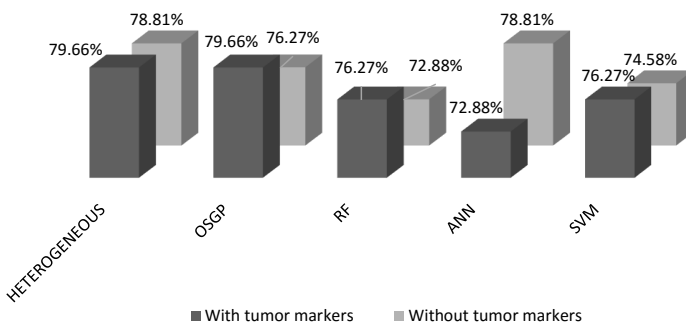 78.81% 78.81%
79.66% 79.66% 76.27% 76.27% 72.88% 72.88% 76.27% 74.58%
HETEROGENEOUS OSGP RF ANN SVM
With tumor markers Without tumor markers